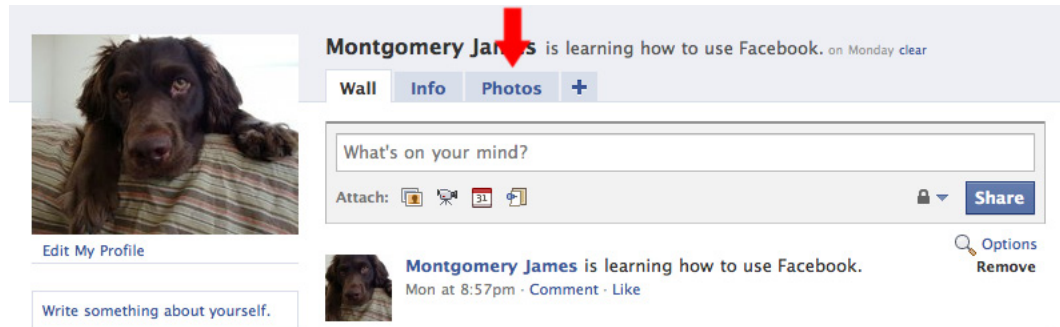 Montgomery James is learning how to use Facebook. on Monday clear
Wall Info Photos +
What's on your mind?
Attach: 31 Share
Edit My Profile
Options
Montgomery James is learning how to use Facebook. Remove
Mon at 8:57pm · Comment · Like
Write something about yourself.